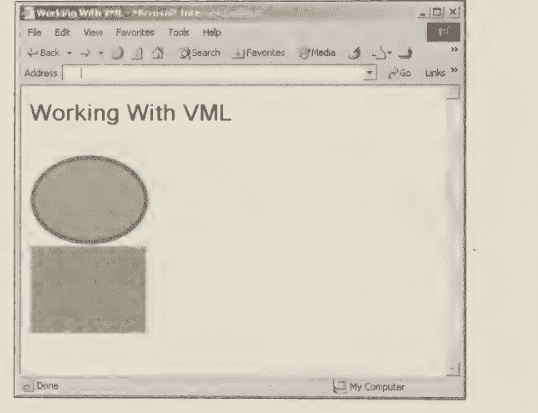 Working With VML - Microsoft Inte
File Edit View Favorites Tools Help
Back Search Favorites Media
Address Go Links
Working With VML
Done My Computer